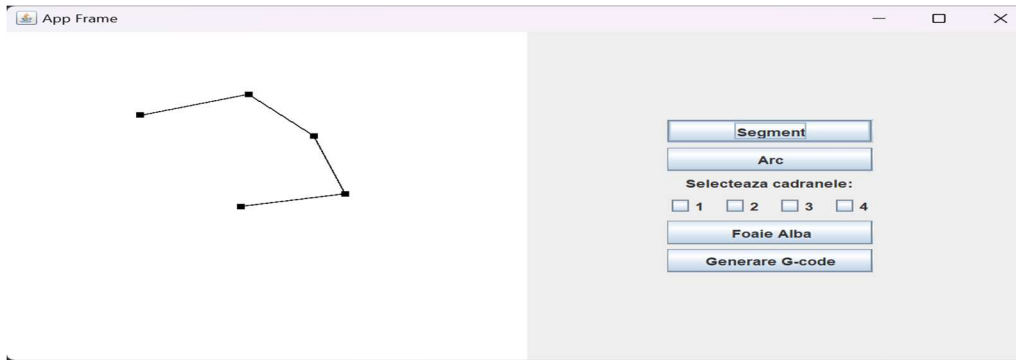 App Frame
Segment
Arc
Selecteaza cadranele:
1 2 3 4
Foaie Alba
Generare G-code